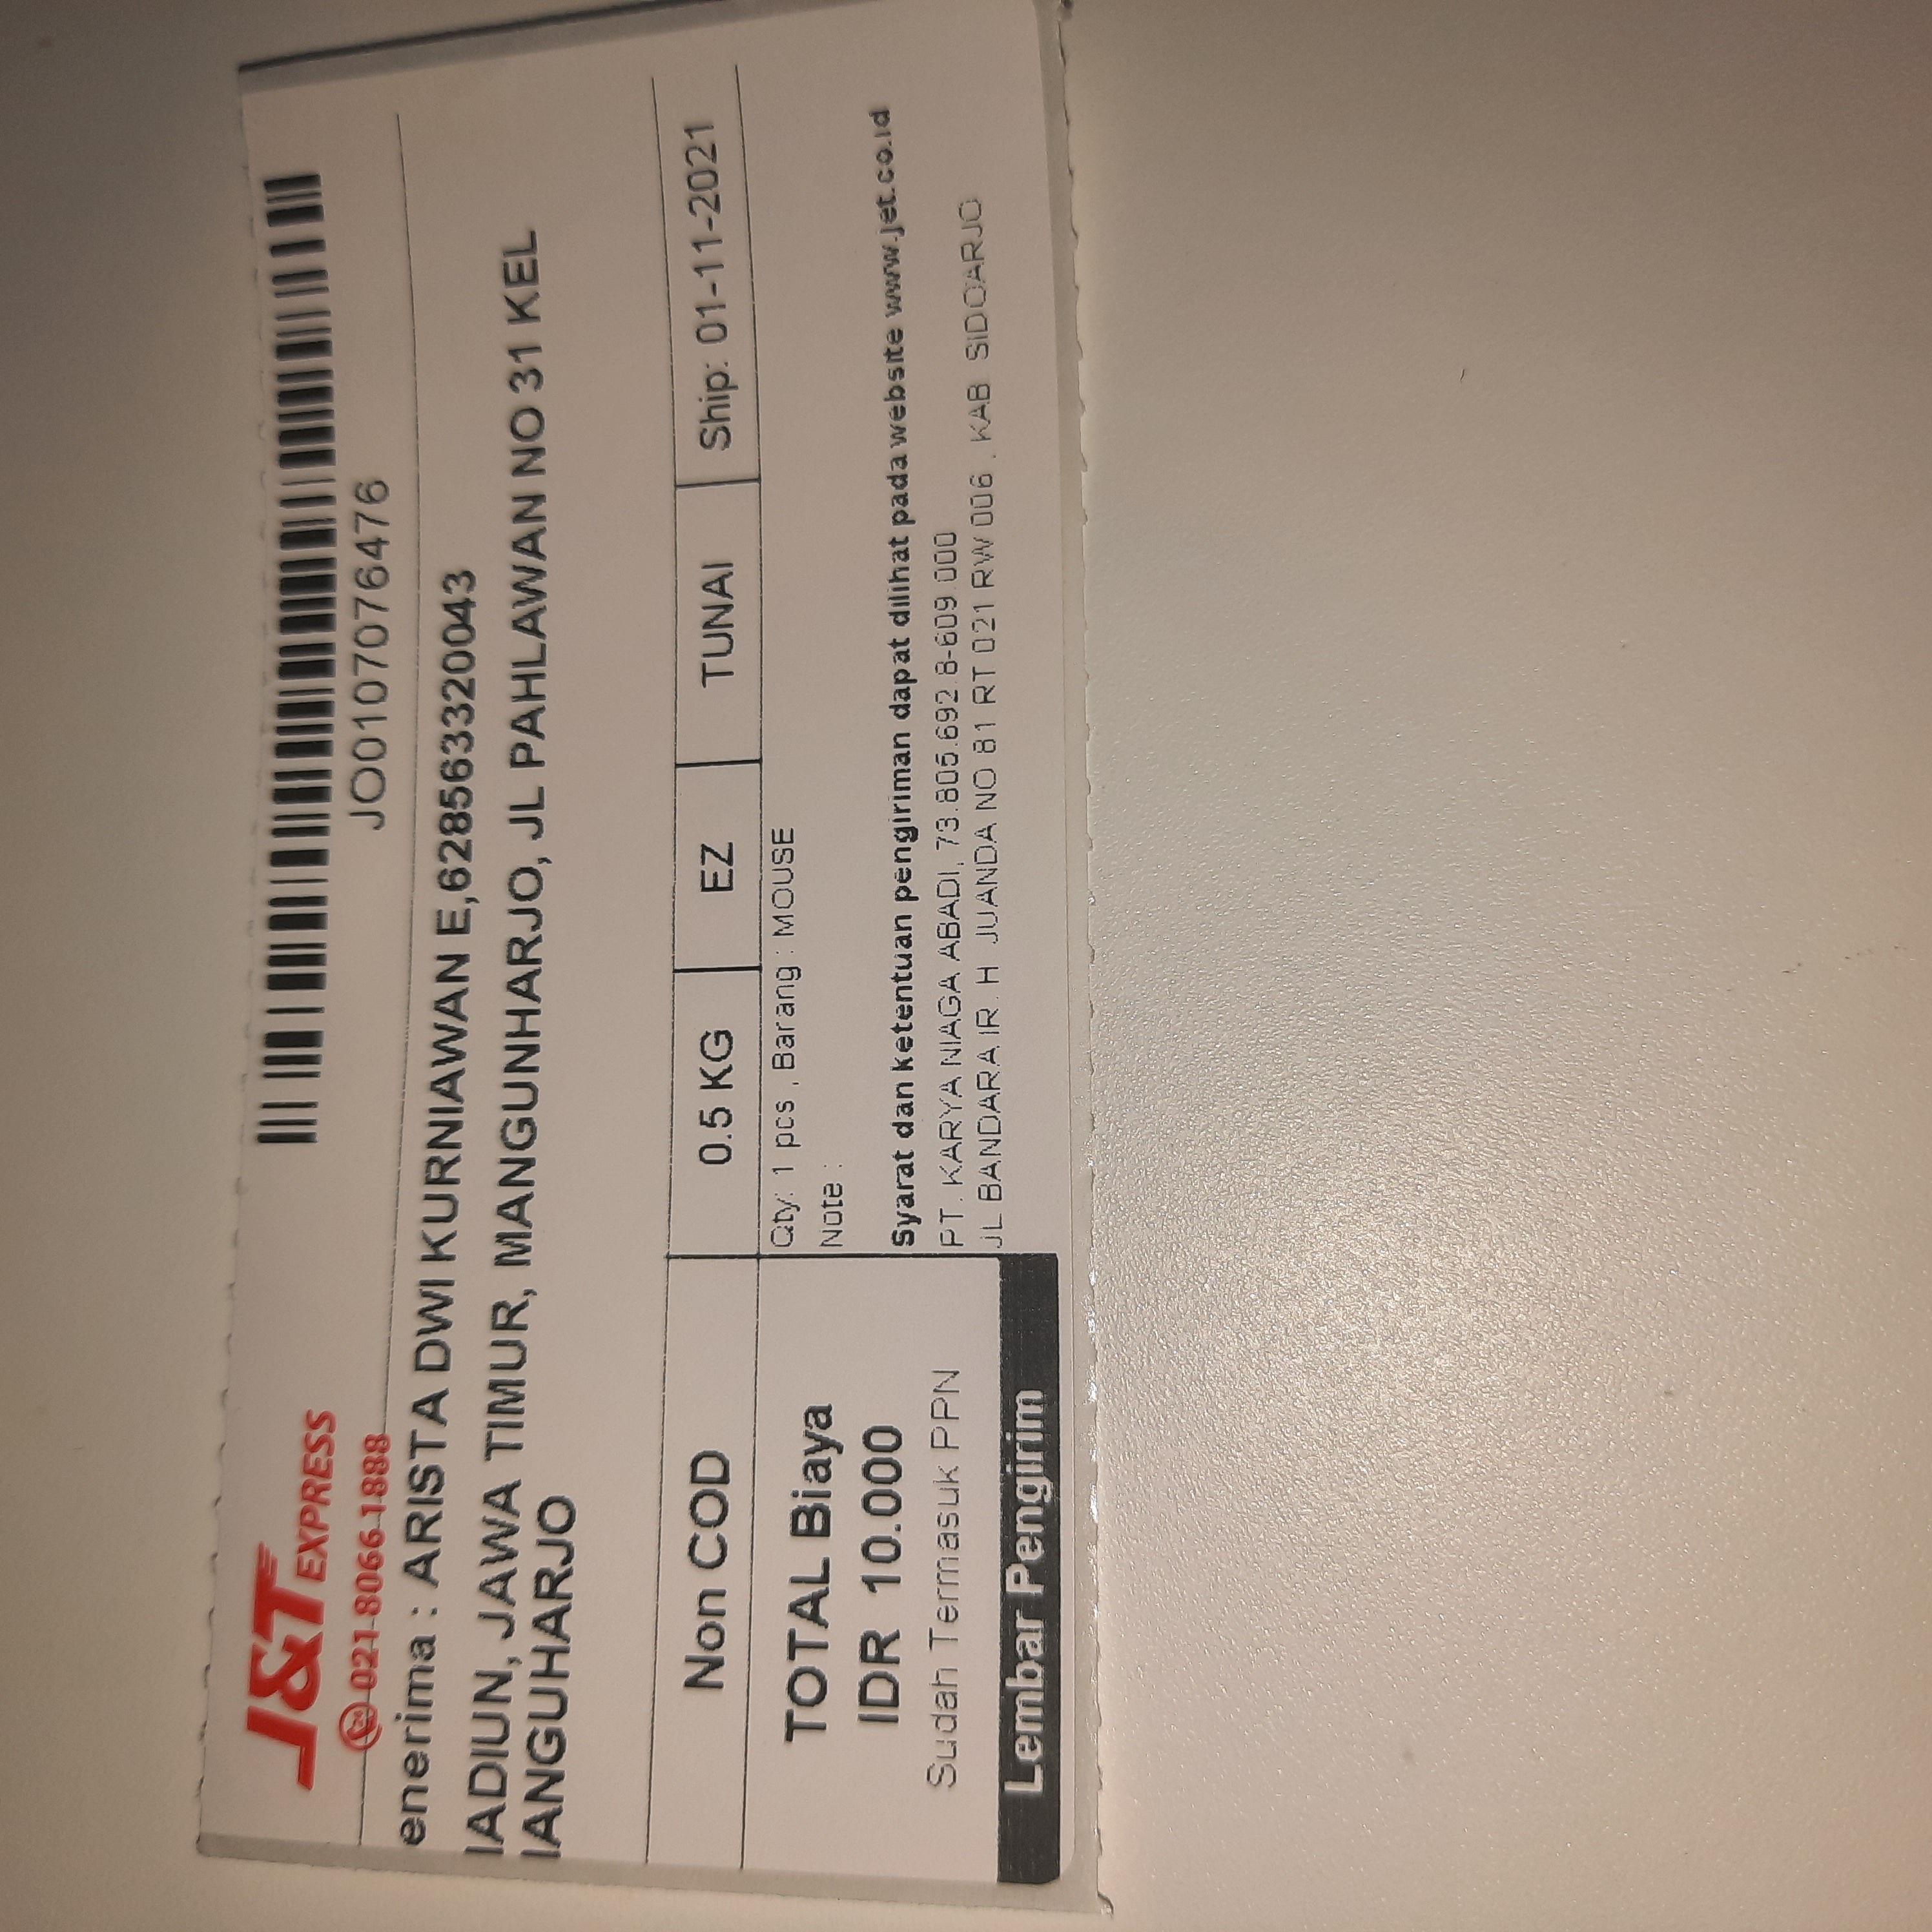 J&T EXPRESS
021 8066 1888
JO0107076476
enerima : ARISTA DWI KURNIAWAN E,628563320043
IADIUN, JAWA TIMUR, MANGUNHARJO, JL PAHLAWAN NO 31 KEL
IANGUHARJO
Non COD
0.5 KG
EZ
TUNAI
Ship: 01-11-2021
TOTAL Biaya
IDR 10.000
Sudah Termasuk PPN
Lembar Pengirim
Qty: 1 pcs , Barang : MOUSE
Note :
Syarat dan ketentuan pengiriman dapat dilihat pada website www.jet.co.id
PT. KARYA NIAGA ABADI, 73.805.692.8-609.000
JL BANDARA IR. H JUANDA NO 81 RT 021 RW 006 , KAB SIDOARJO